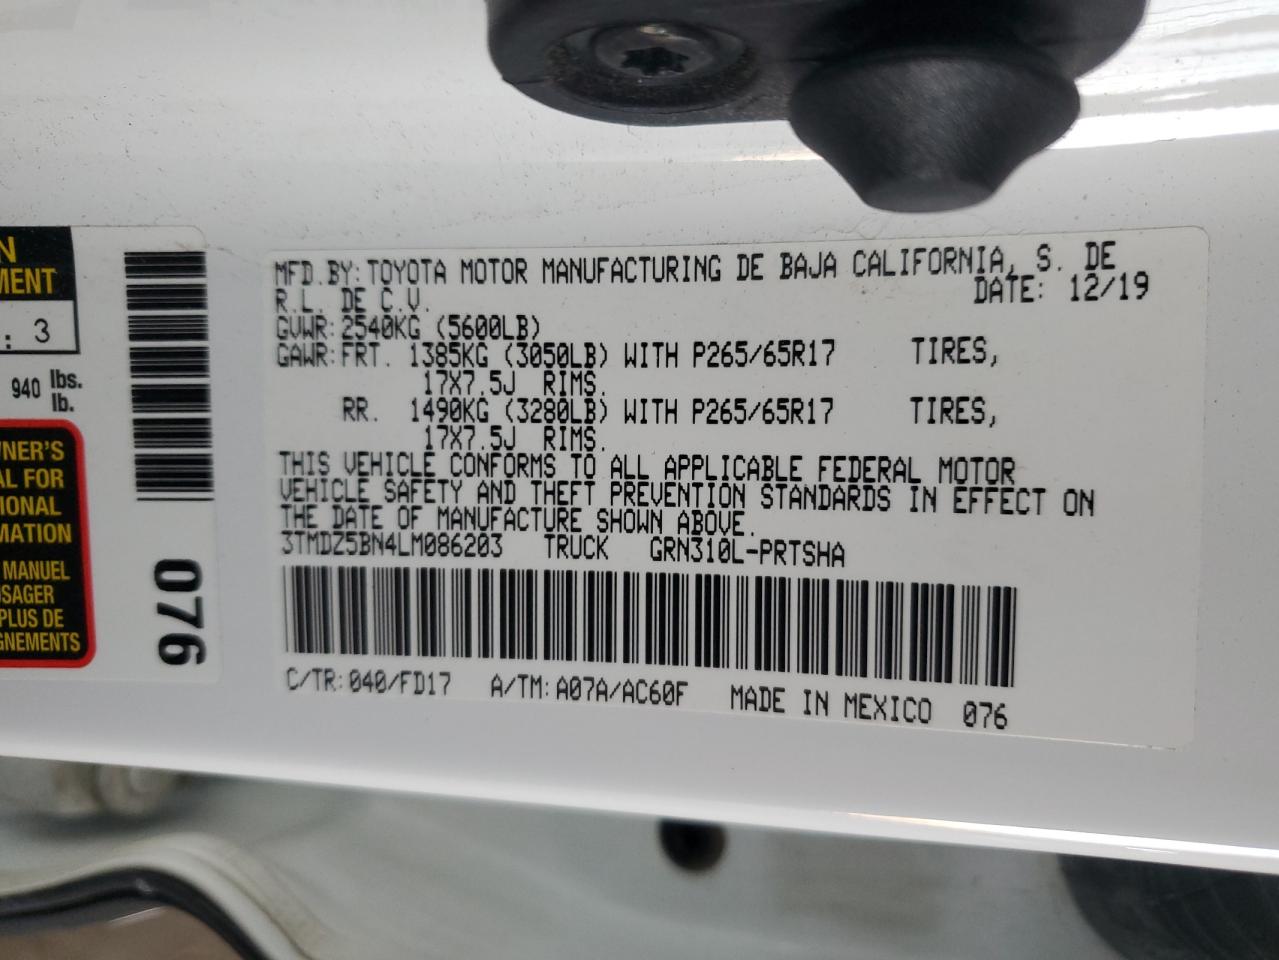 N
MENT
: 3
940 lbs.
lb.
WNER'S
AL FOR
IONAL
MATION
MANUEL
SAGER
PLUS DE
GNEMENTS
076
MFD.BY:TOYOTA MOTOR MANUFACTURING DE BAJA CALIFORNIA, S. DE
R.L. DE C.V. DATE: 12/19
GVWR:2540KG (5600LB)
GAWR:FRT. 1385KG (3050LB) WITH P265/65R17 TIRES,
17X7.5J RIMS.
RR. 1490KG (3280LB) WITH P265/65R17 TIRES,
17X7.5J RIMS.
THIS VEHICLE CONFORMS TO ALL APPLICABLE FEDERAL MOTOR
VEHICLE SAFETY AND THEFT PREVENTION STANDARDS IN EFFECT ON
THE DATE OF MANUFACTURE SHOWN ABOVE.
3TMDZ5BN4LM086203 TRUCK GRN310L-PRTSHA
C/TR:040/FD17 A/TM:A07A/AC60F MADE IN MEXICO 076